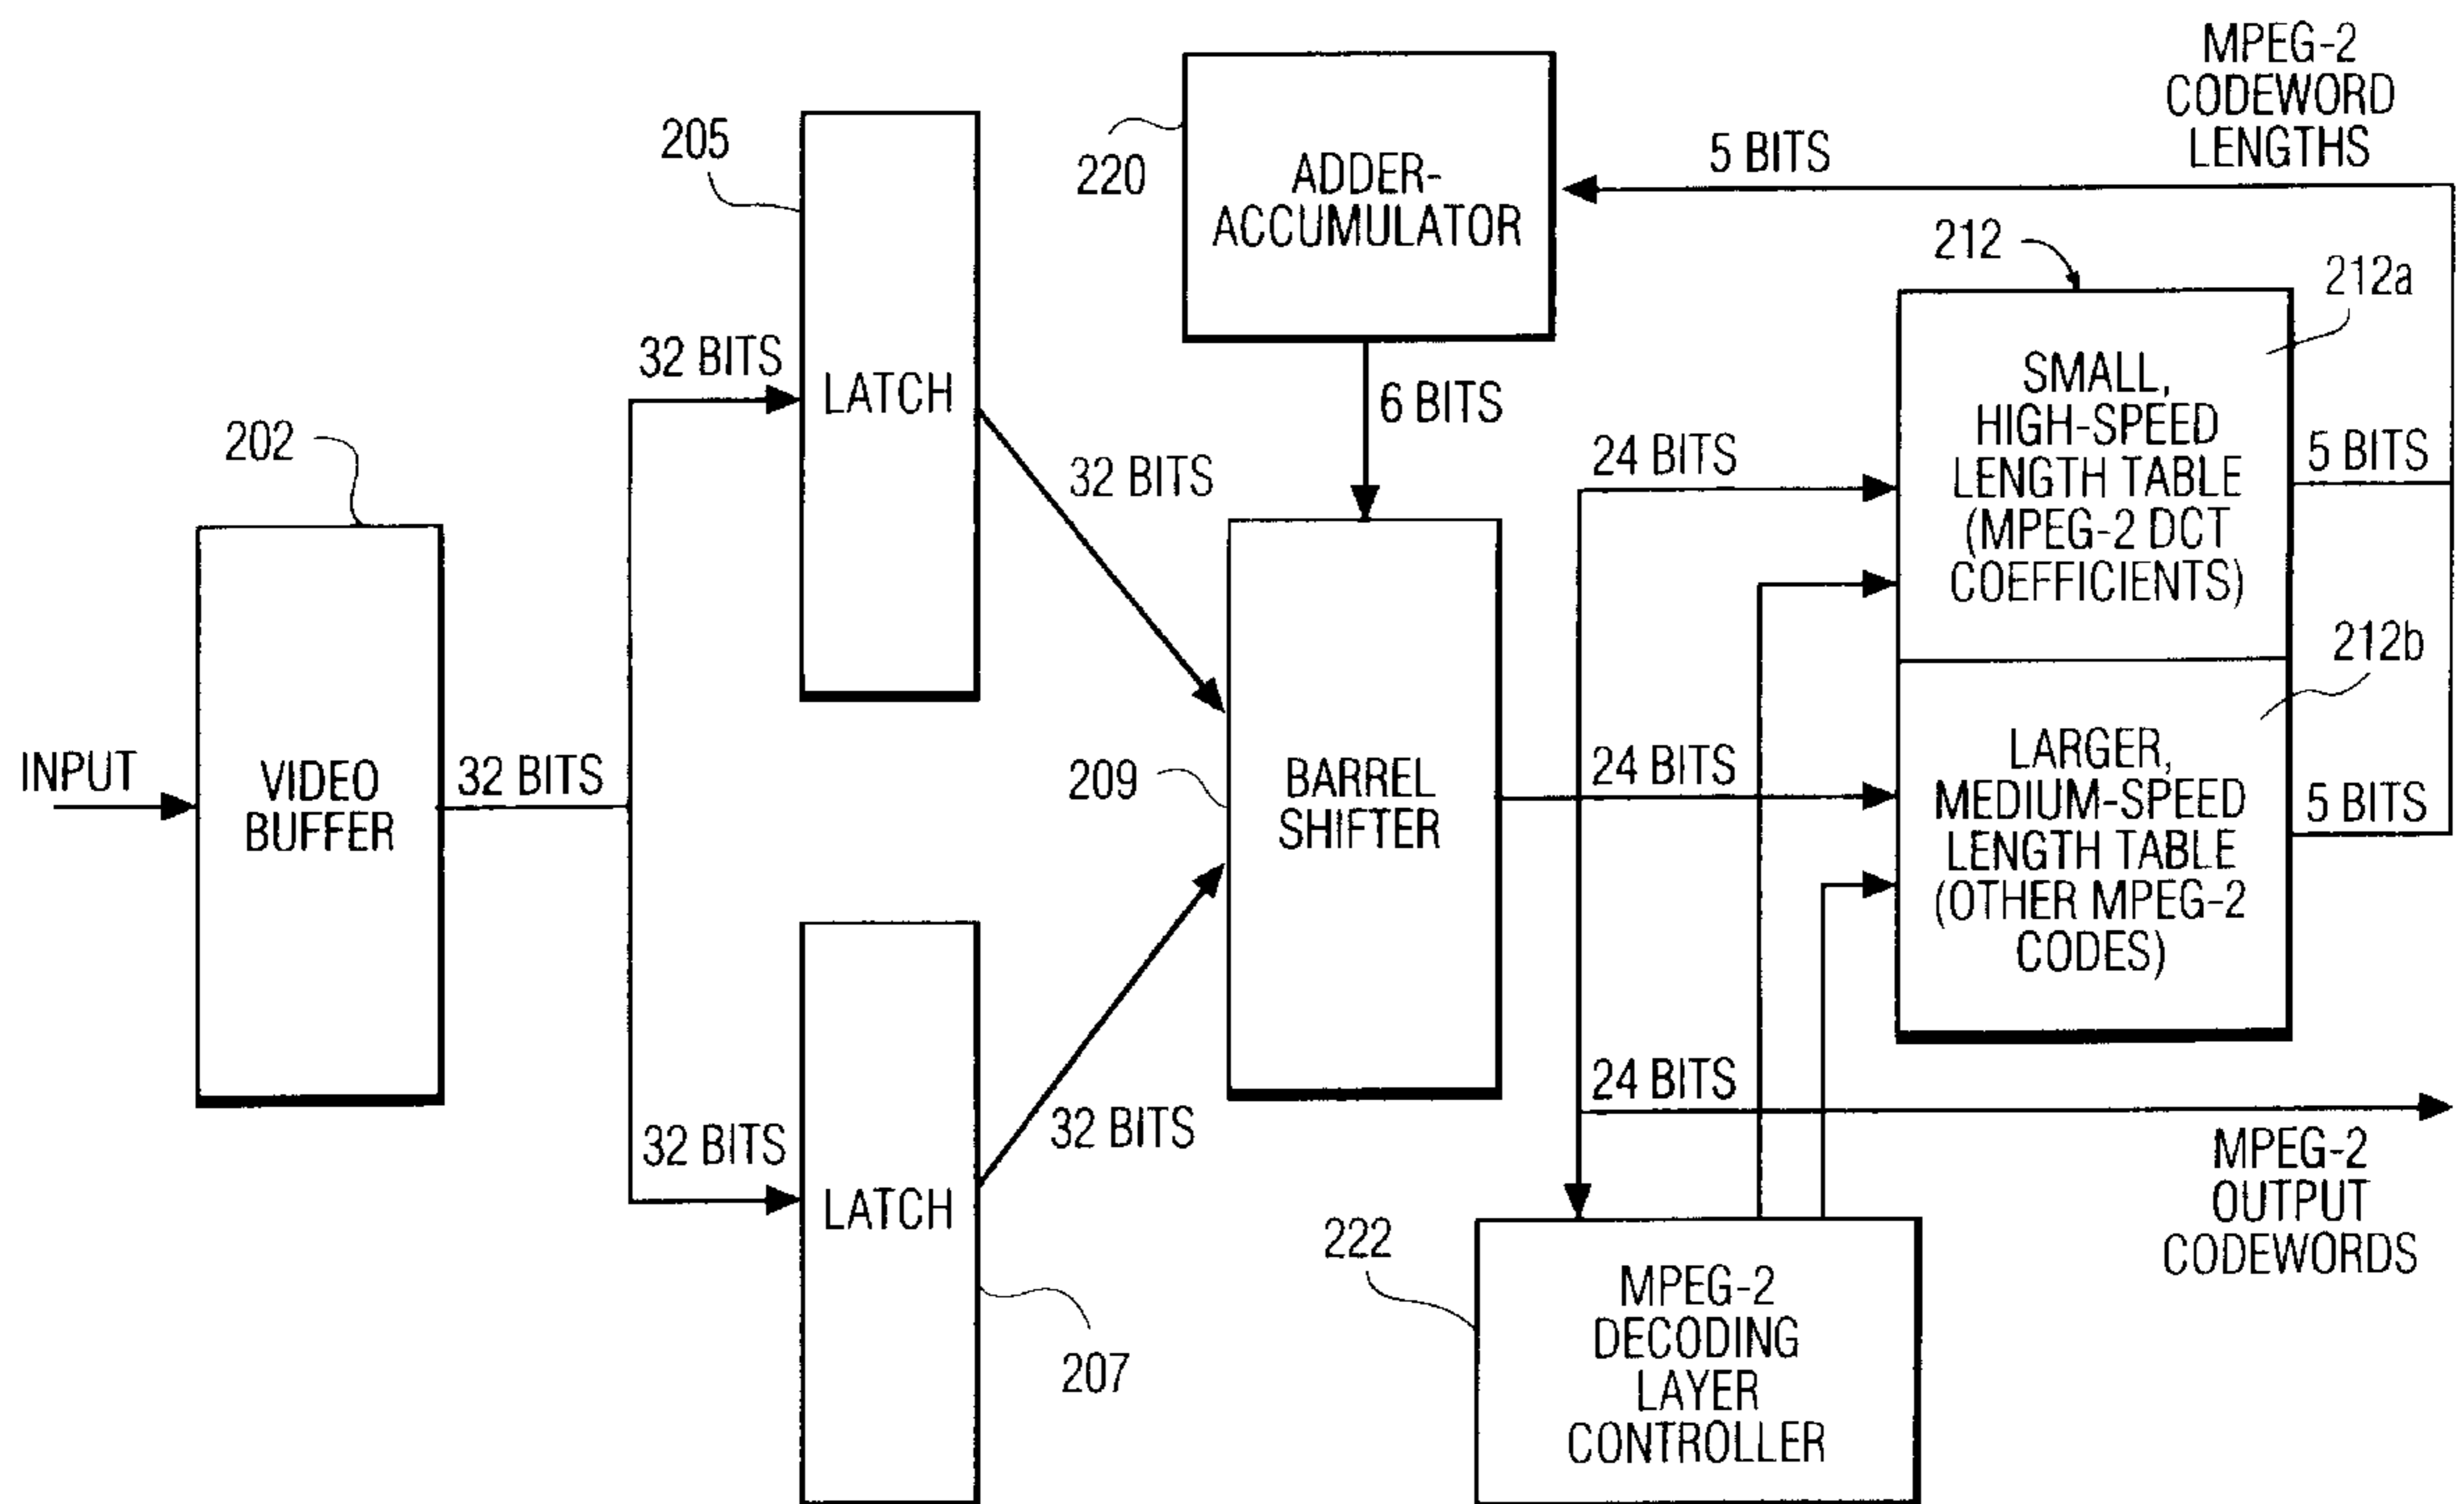 MPEG-2
CODEWORD
LENGTHS
205
220
ADDER-
ACCUMULATOR
5 BITS
212
212a
32 BITS
LATCH
6 BITS
SMALL,
HIGH-SPEED
LENGTH TABLE
(MPEG-2 DCT
COEFFICIENTS)
202
32 BITS
24 BITS
5 BITS
212b
INPUT
VIDEO
BUFFER
32 BITS
209
BARREL
SHIFTER
24 BITS
LARGER,
MEDIUM-SPEED
LENGTH TABLE
(OTHER MPEG-2
CODES)
5 BITS
32 BITS
LATCH
32 BITS
24 BITS
MPEG-2
OUTPUT
CODEWORDS
207
222
MPEG-2
DECODING
LAYER
CONTROLLER